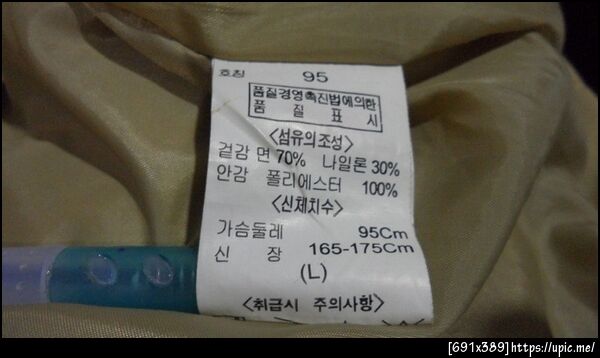 호칭 95
품질경영촉진법에의한
품 질 표 시
<섬유의조성>
겉감 면 70% 나일론 30%
안감 폴리에스터 100%
<신체치수>
가슴둘레 95Cm
신 장 165-175Cm
(L)
<취급시 주의사항>
[691x389]https://upic.me/